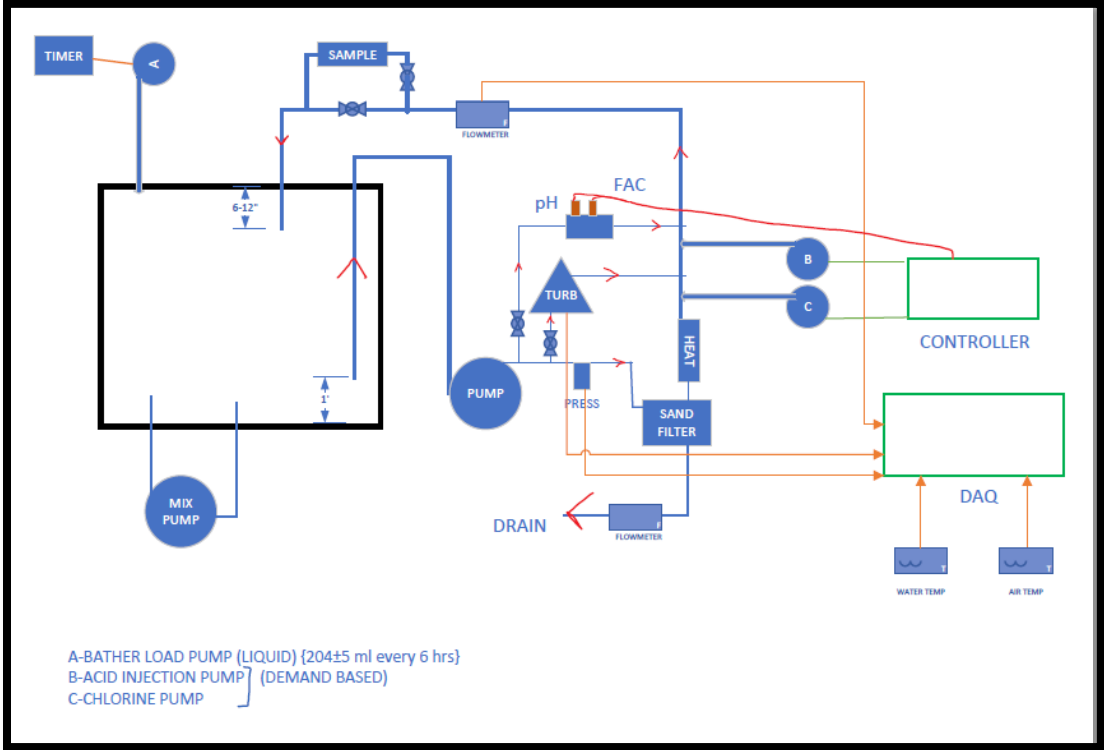 TIMER
A
SAMPLE
F
FLOWMETER
6-12"
pH
FAC
TURB
B
C
CONTROLLER
HEAT
PUMP
PRESS
1'
SAND
FILTER
DAQ
MIX
PUMP
DRAIN
F
FLOWMETER
T
WATER TEMP
T
AIR TEMP
A-BATHER LOAD PUMP (LIQUID) {204±5 ml every 6 hrs}
B-ACID INJECTION PUMP (DEMAND BASED)
C-CHLORINE PUMP